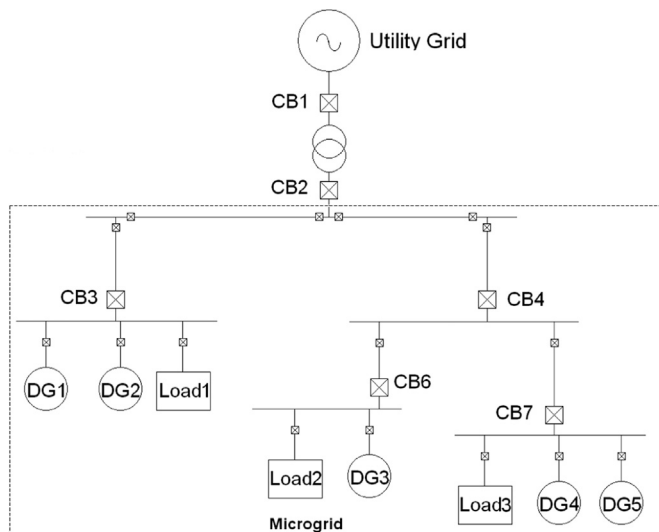 Utility Grid
CB1
CB2
CB3
CB4
DG1
DG2
Load1
CB6
CB7
Load2
DG3
Load3
DG4
DG5
Microgrid